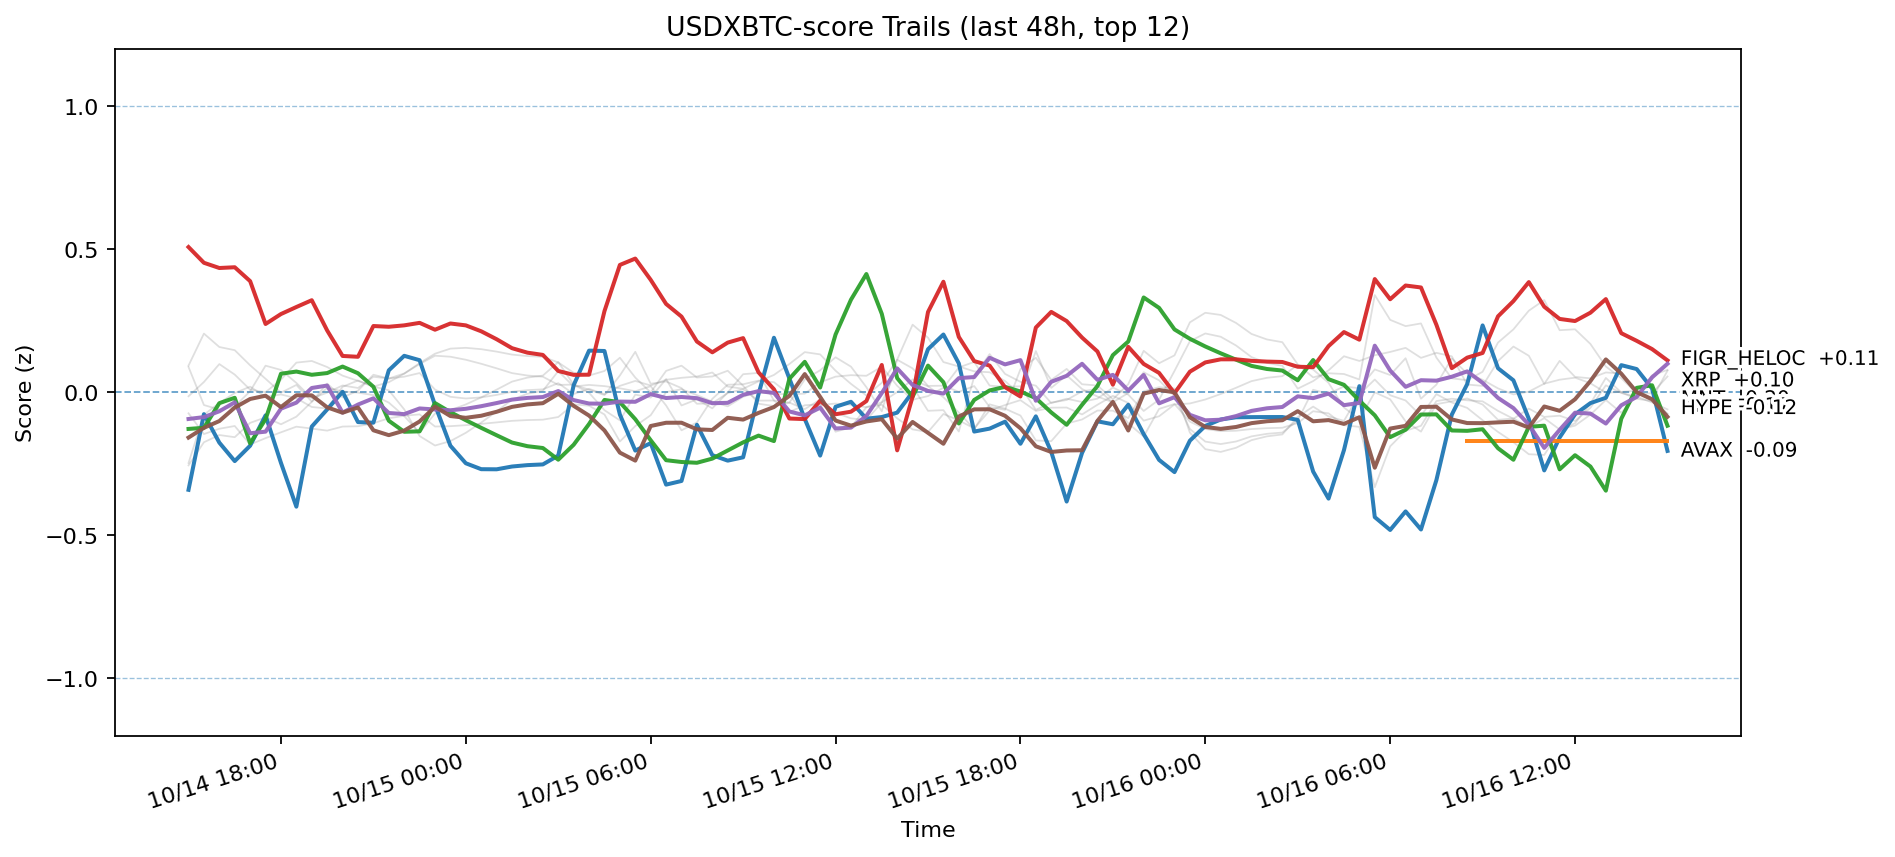 USDXBTC-score Trails (last 48h, top 12)
Score (z)
1.0
0.5
0.0
−0.5
−1.0
FIGR_HELOC +0.11
XRP +0.10
HYPE -0.12
AVAX -0.09
10/14 18:00
10/15 00:00
10/15 06:00
10/15 12:00
10/15 18:00
10/16 00:00
10/16 06:00
10/16 12:00
Time